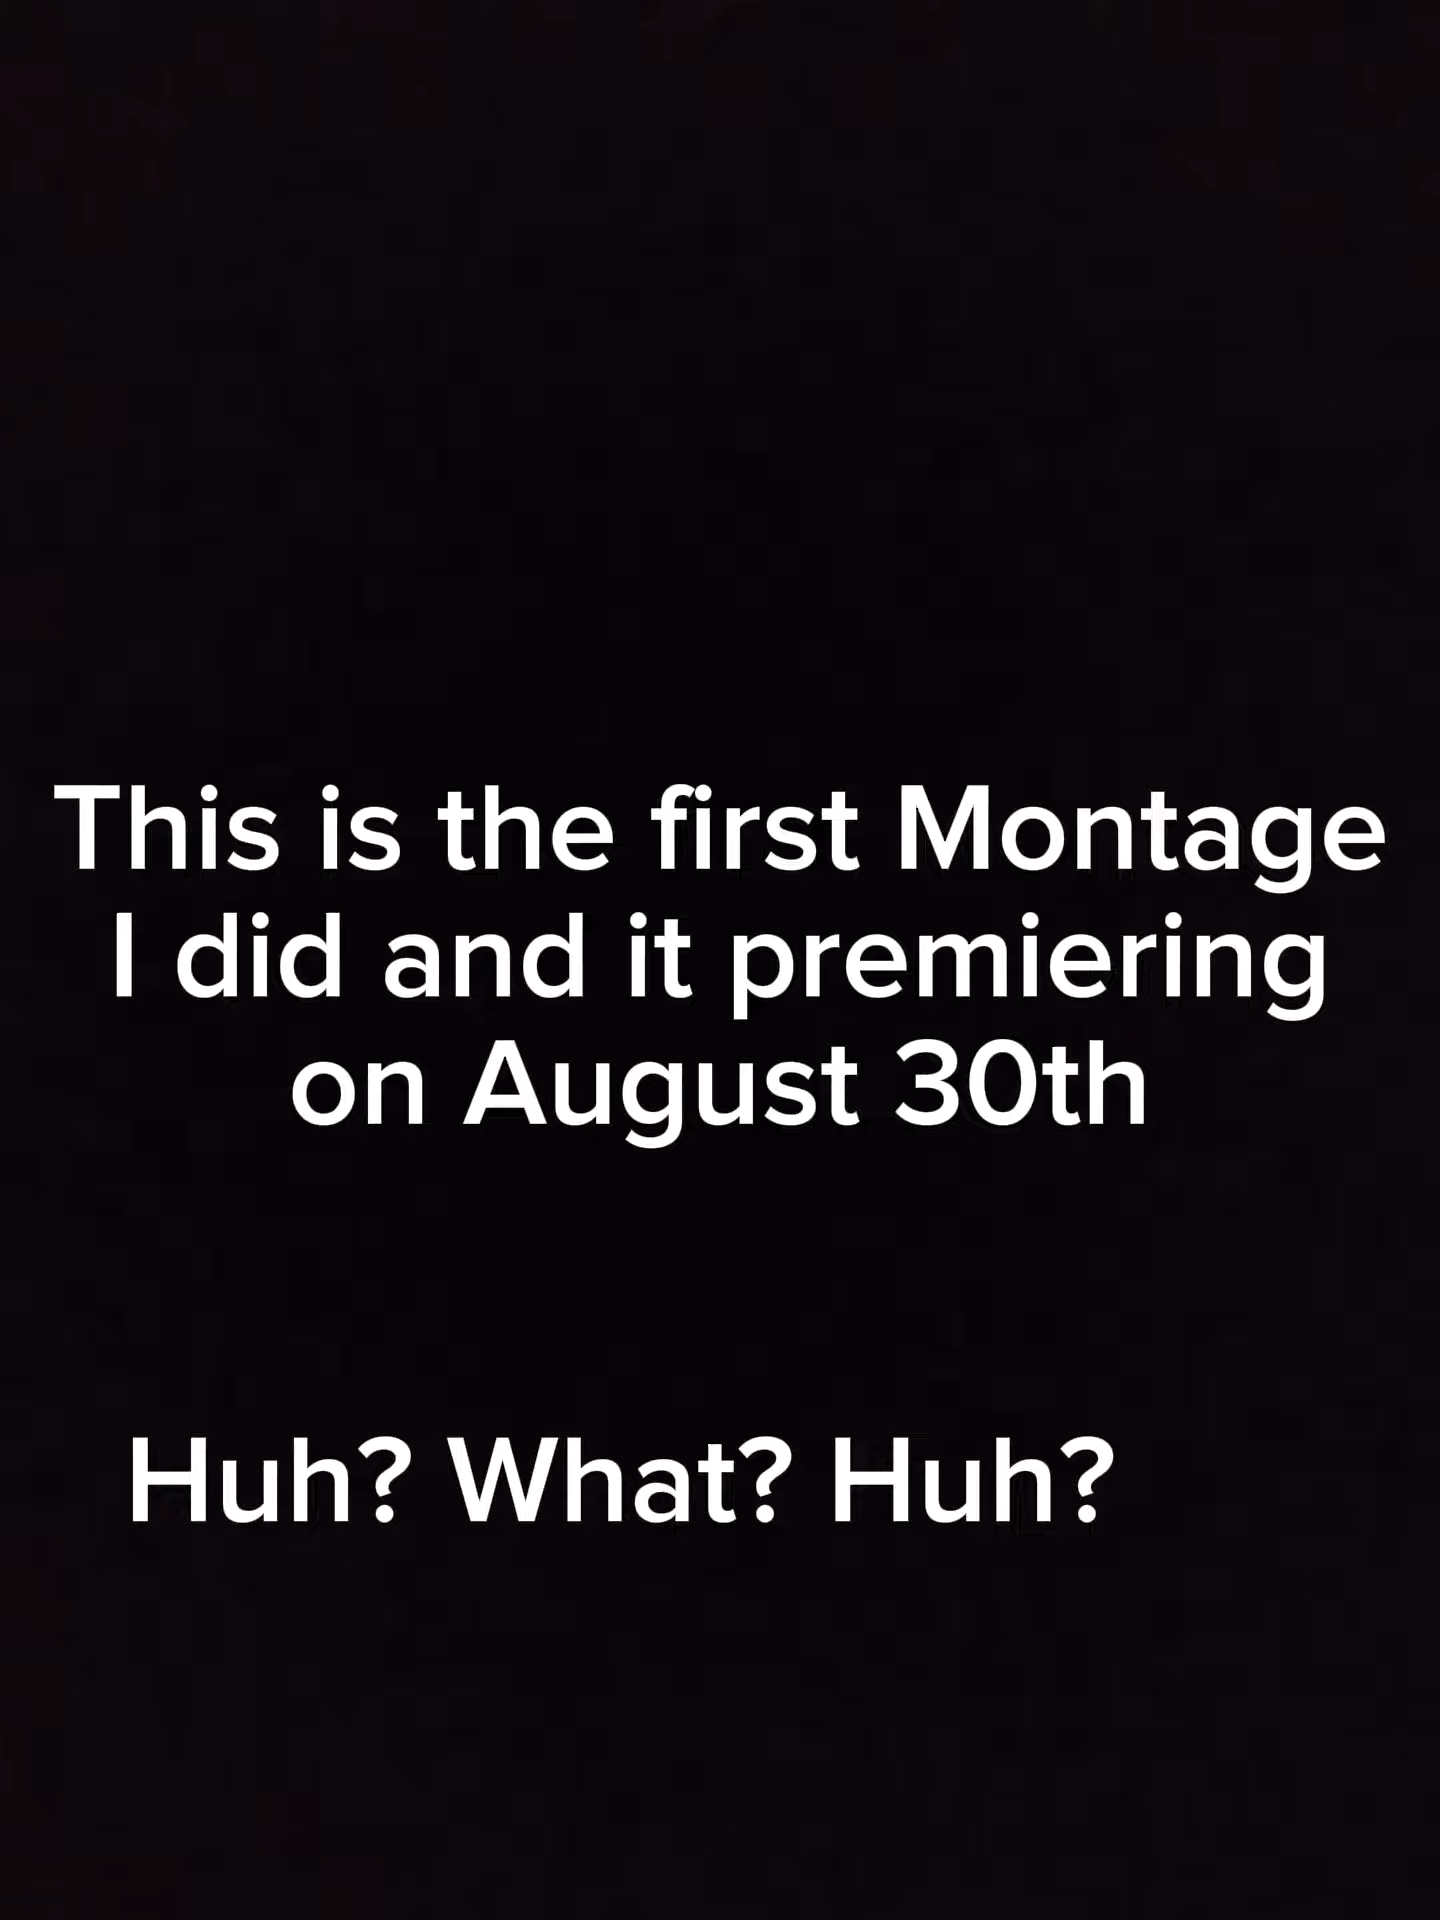 This is the first Montage
I did and it premiering
on August 30th
Huh? What? Huh?